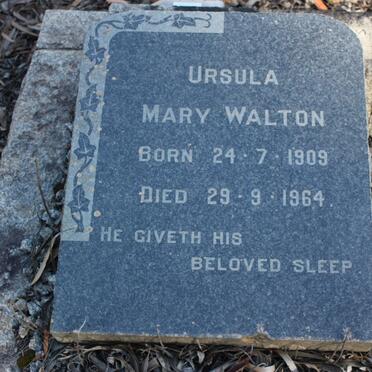 URSULA
MARY WALTON
BORN 24·7·1909
DIED 29·9·1964.
HE GIVETH HIS
BELOVED SLEEP